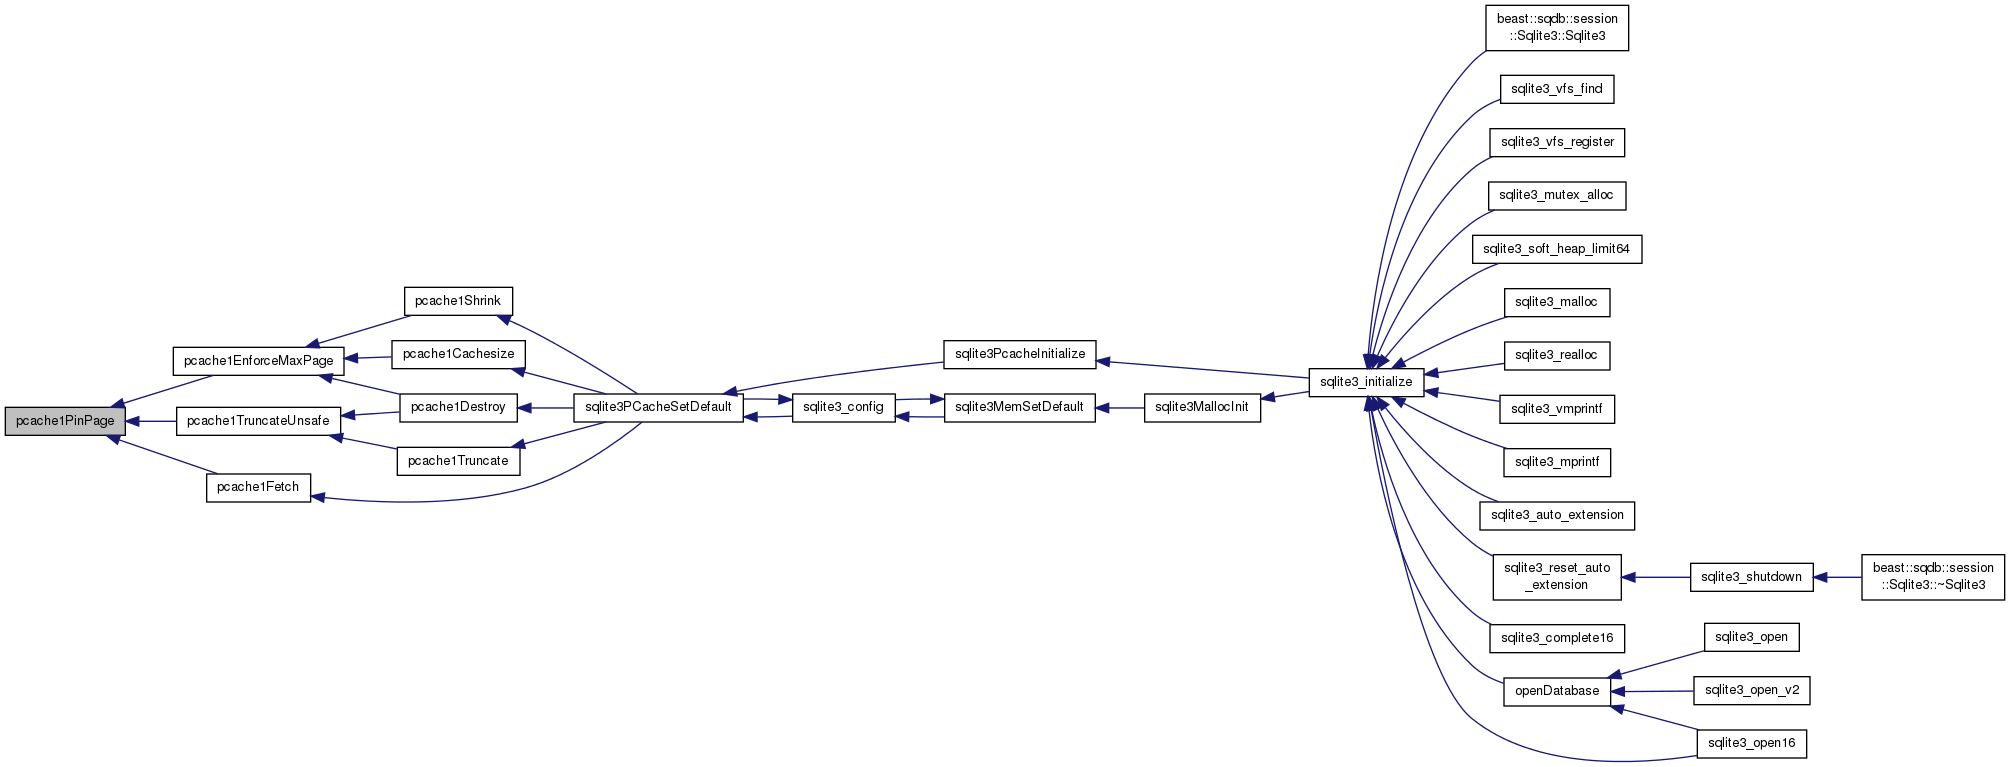 beast::sqdb::session
::Sqlite3::Sqlite3
sqlite3_vfs_find
sqlite3_vfs_register
sqlite3_mutex_alloc
sqlite3_soft_heap_limit64
pcache1Shrink
sqlite3_malloc
pcache1EnforceMaxPage
pcache1Cachesize
sqlite3PcacheInitialize
sqlite3_realloc
sqlite3_initialize
pcache1PinPage
pcache1TruncateUnsafe
pcache1Destroy
sqlite3PCacheSetDefault
sqlite3_config
sqlite3MemSetDefault
sqlite3MallocInit
sqlite3_vmprintf
pcache1Truncate
sqlite3_mprintf
pcache1Fetch
sqlite3_auto_extension
sqlite3_reset_auto
_extension
sqlite3_shutdown
beast::sqdb::session
::Sqlite3::~Sqlite3
sqlite3_complete16
sqlite3_open
openDatabase
sqlite3_open_v2
sqlite3_open16